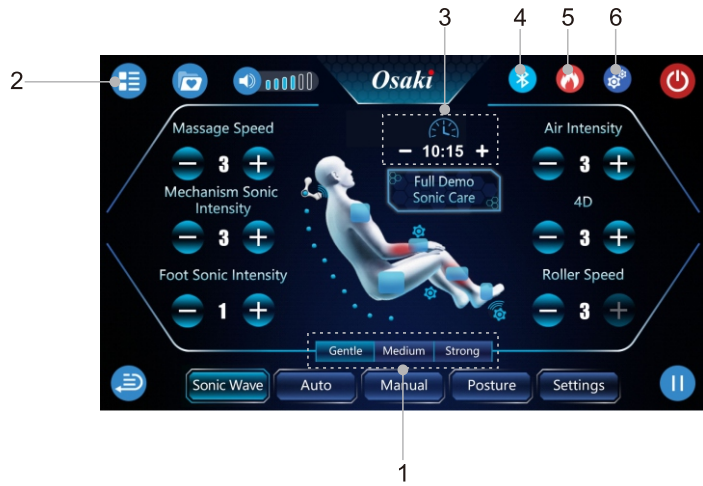 3
4
5
6
2
Osaki
Massage Speed
− 3 +
Mechanism Sonic
Intensity
− 3 +
Foot Sonic Intensity
− 1 +
− 10:15 +
Full Demo
Sonic Care
Air Intensity
− 3 +
4D
− 3 +
Roller Speed
− 3 +
Gentle Medium Strong
Sonic Wave Auto Manual Posture Settings
1